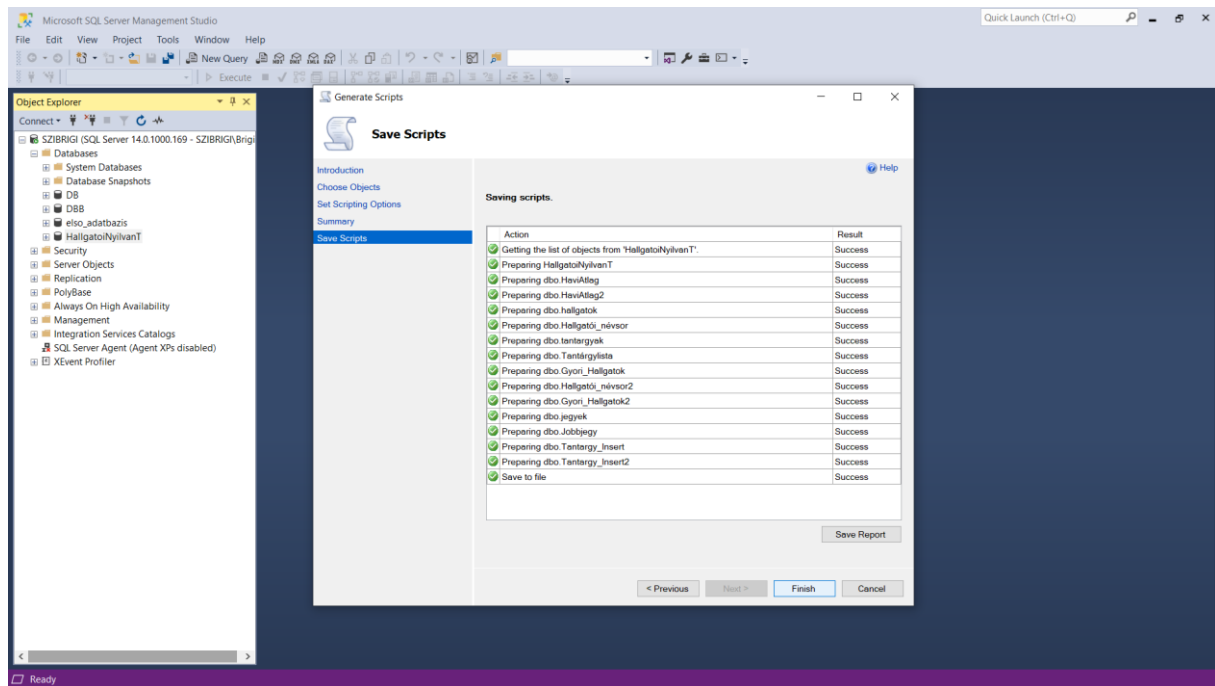 Microsoft SQL Server Management Studio
Quick Launch (Ctrl+Q)
File Edit View Project Tools Window Help
New Query
Execute
Object Explorer
Connect
SZIBRIGI (SQL Server 14.0.1000.169 - SZIBRIGI\Brigi
Databases
System Databases
Database Snapshots
DB
DBB
elso_adatbazis
HallgatoiNyilvanT
Security
Server Objects
Replication
PolyBase
Always On High Availability
Management
Integration Services Catalogs
SQL Server Agent (Agent XPs disabled)
XEvent Profiler
Generate Scripts
Save Scripts
Introduction
Choose Objects
Set Scripting Options
Summary
Save Scripts
Help
Saving scripts.
Action Result
Getting the list of objects from 'HallgatoiNyilvanT'. Success
Preparing HallgatoiNyilvanT Success
Preparing dbo.HaviAtlag Success
Preparing dbo.HaviAtlag2 Success
Preparing dbo.hallgatok Success
Preparing dbo.Hallgatói_névsor Success
Preparing dbo.tantargyak Success
Preparing dbo.Tantárgylista Success
Preparing dbo.Gyori_Hallgatok Success
Preparing dbo.Hallgatói_névsor2 Success
Preparing dbo.Gyori_Hallgatok2 Success
Preparing dbo.jegyek Success
Preparing dbo.Jobbjegy Success
Preparing dbo.Tantargy_Insert Success
Preparing dbo.Tantargy_Insert2 Success
Save to file Success
Save Report
< Previous Next > Finish Cancel
Ready